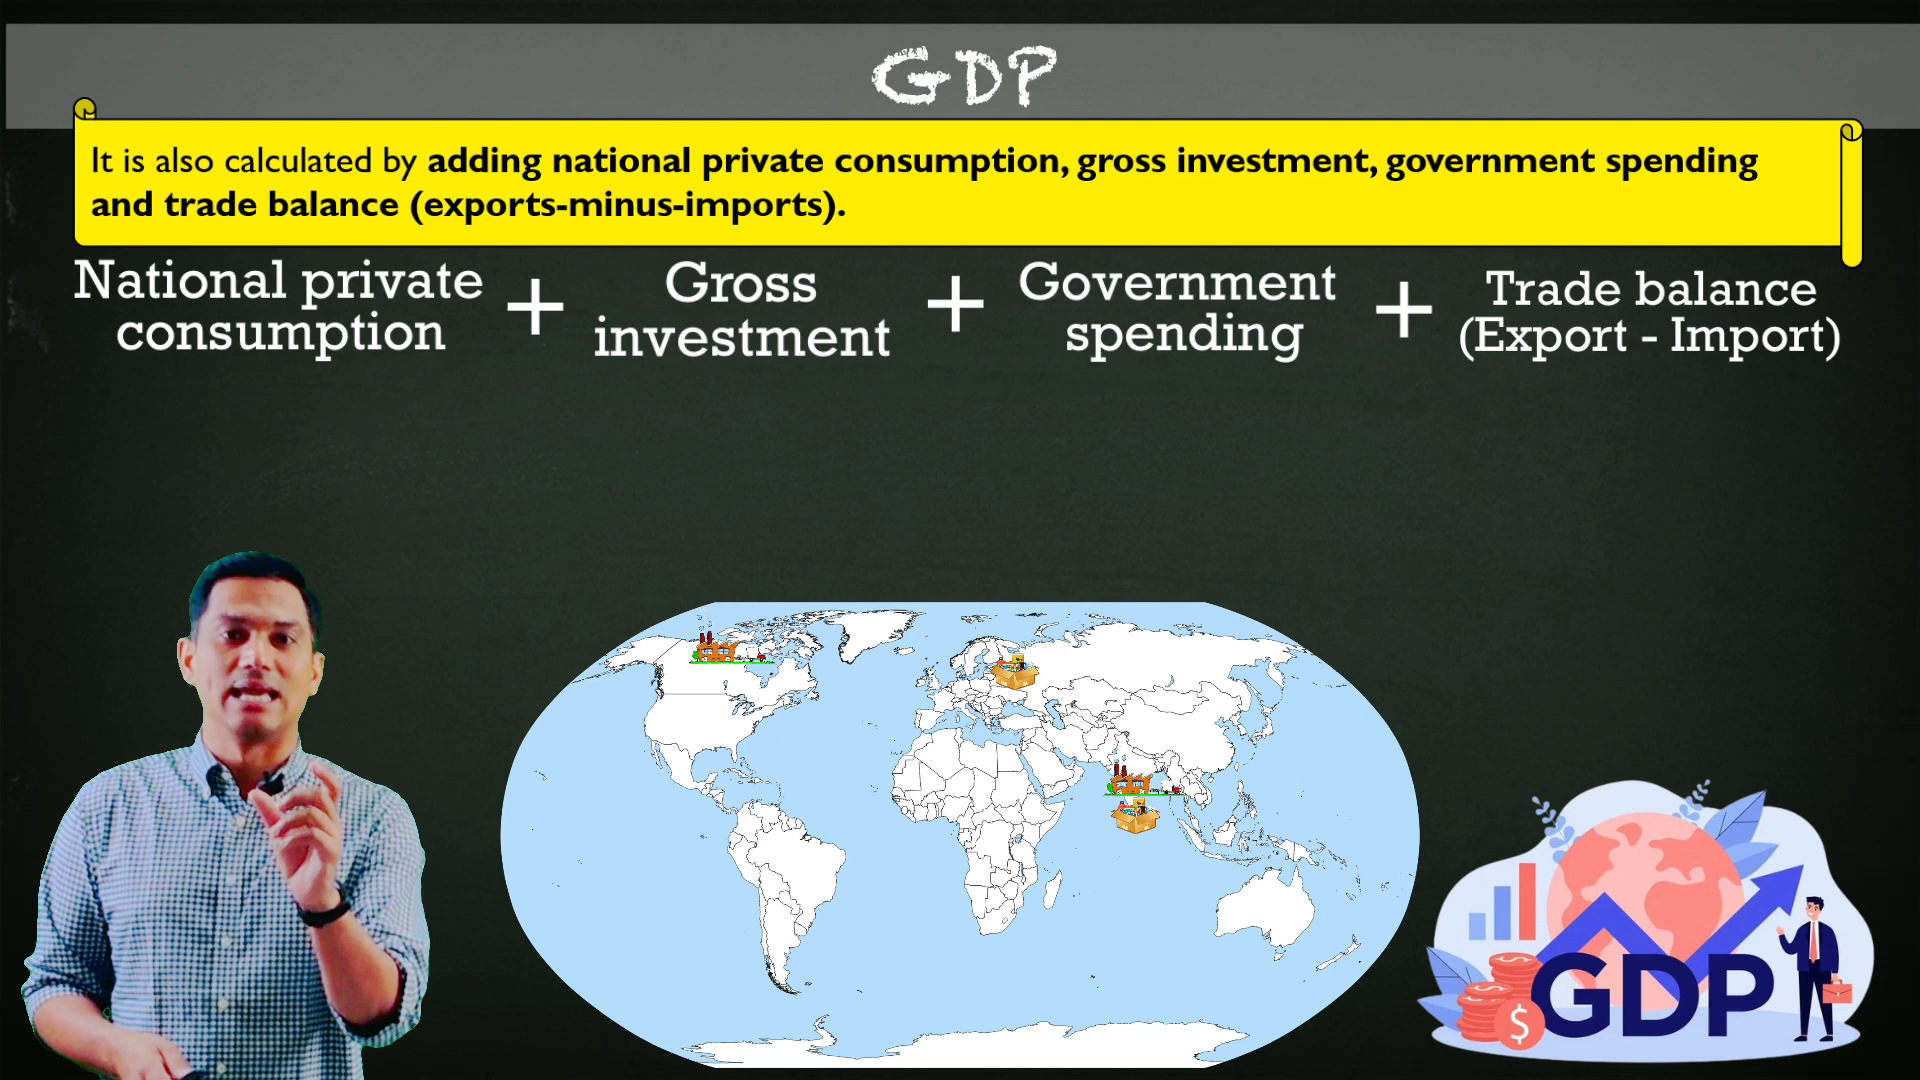 GDP
It is also calculated by adding national private consumption, gross investment, government spending
and trade balance (exports-minus-imports).
National private
consumption
+
Gross
investment
+
Government
spending
+
Trade balance
(Export - Import)
GDP
$